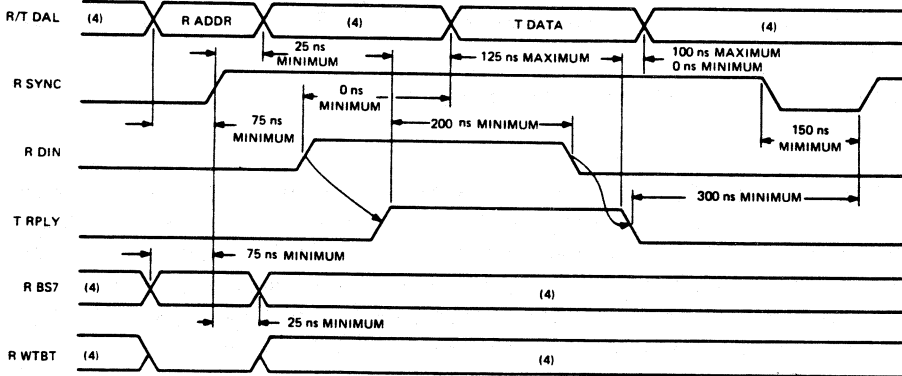 R/T DAL (4) R ADDR (4) T DATA (4)
25 ns MINIMUM
125 ns MAXIMUM
100 ns MAXIMUM
0 ns MINIMUM
R SYNC
0 ns MINIMUM
75 ns MINIMUM
200 ns MINIMUM
150 ns MIMIMUM
R DIN
300 ns MINIMUM
T RPLY
75 ns MINIMUM
R BS7 (4) (4)
25 ns MINIMUM
R WTBT (4) (4)